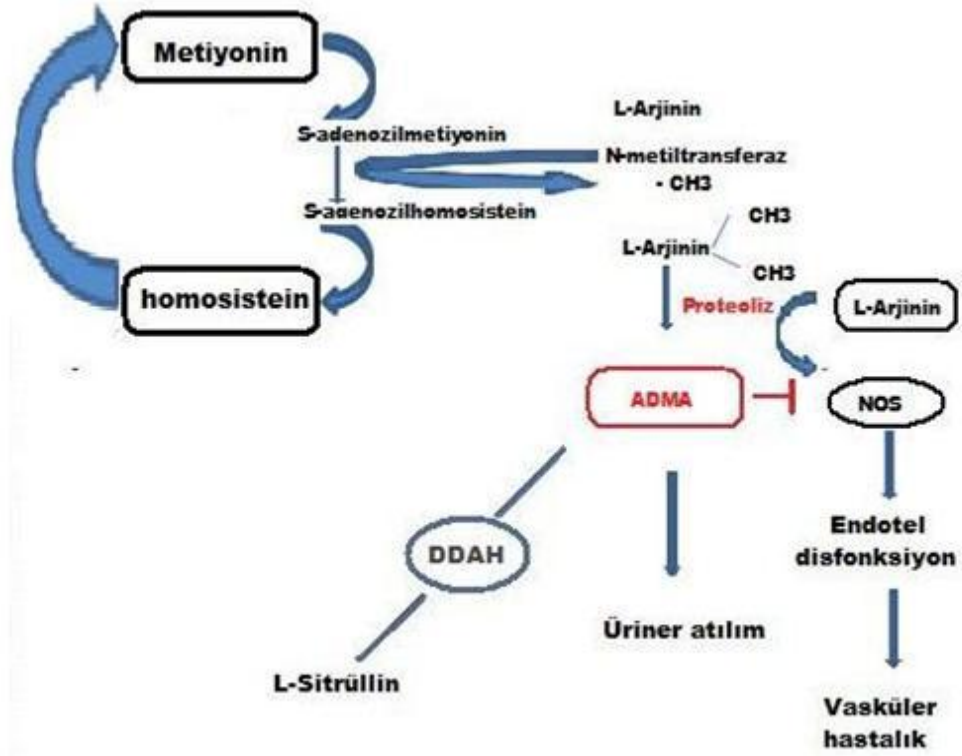 Metiyonin
L-Arjinin
S-adenozilmetiyonin
N-metiltransferaz
- CH3
S-adenozilhomosistein
CH3
L-Arjinin
CH3
homosistein
Proteoliz
L-Arjinin
ADMA
NOS
DDAH
Endotel
disfonksiyon
Üriner atılım
L-Sitrüllin
Vasküler
hastalık